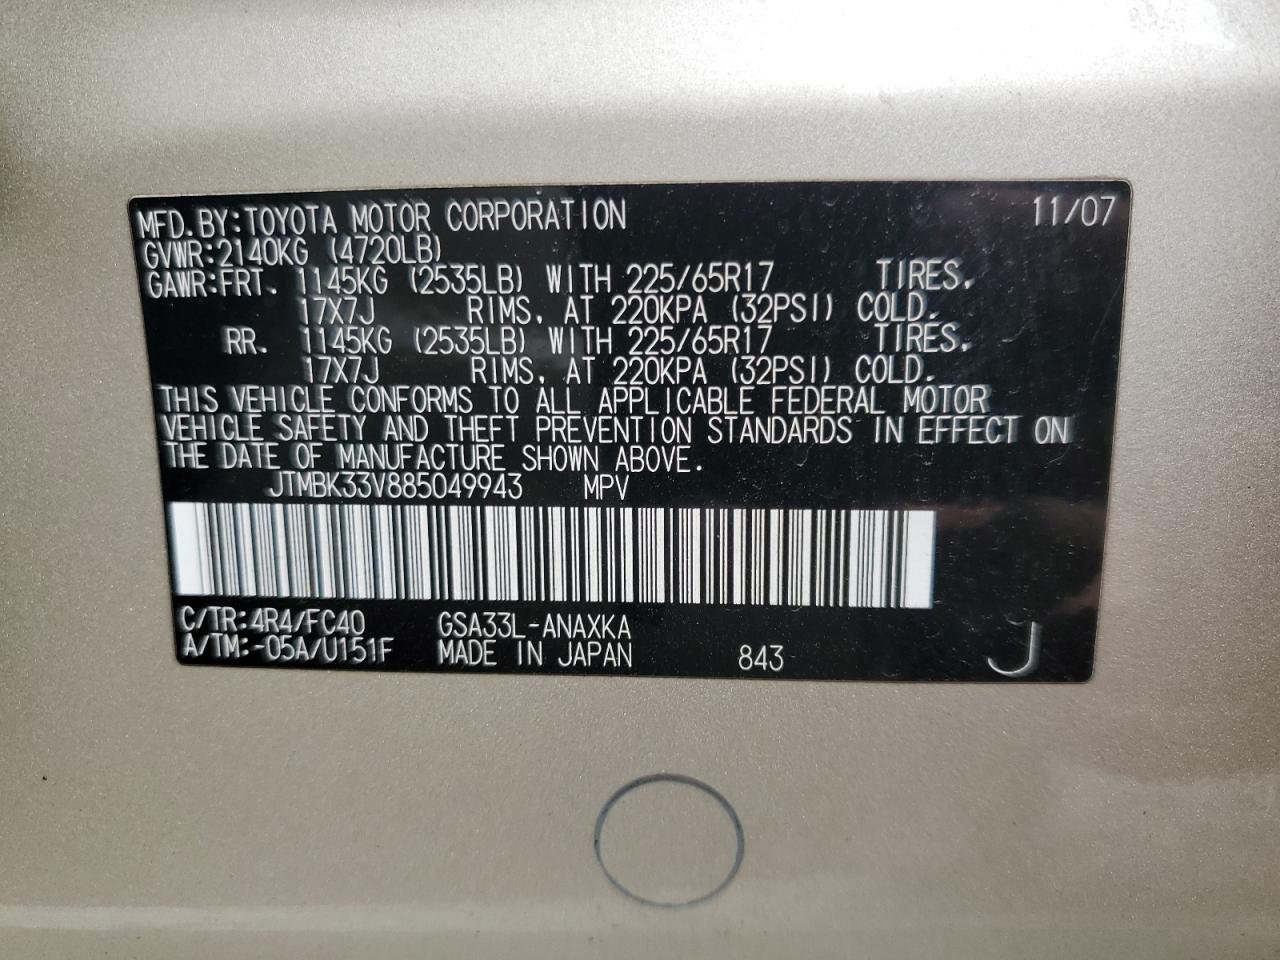 MFD. BY: TOYOTA MOTOR CORPORATION 11/07
GVWR: 2140KG (4720LB)
GAWR: FRT. 1145KG (2535LB) WITH 225/65R17 TIRES,
17X7J RIMS, AT 220KPA (32PSI) COLD.
RR. 1145KG (2535LB) WITH 225/65R17 TIRES,
17X7J RIMS, AT 220KPA (32PSI) COLD.
THIS VEHICLE CONFORMS TO ALL APPLICABLE FEDERAL MOTOR
VEHICLE SAFETY AND THEFT PREVENTION STANDARDS IN EFFECT ON
THE DATE OF MANUFACTURE SHOWN ABOVE.
JTMBK33V885049943 MPV
C/TR: 4R4/FC40 GSA33L-ANAXKA
A/TM: -05A/U151F MADE IN JAPAN 843 J